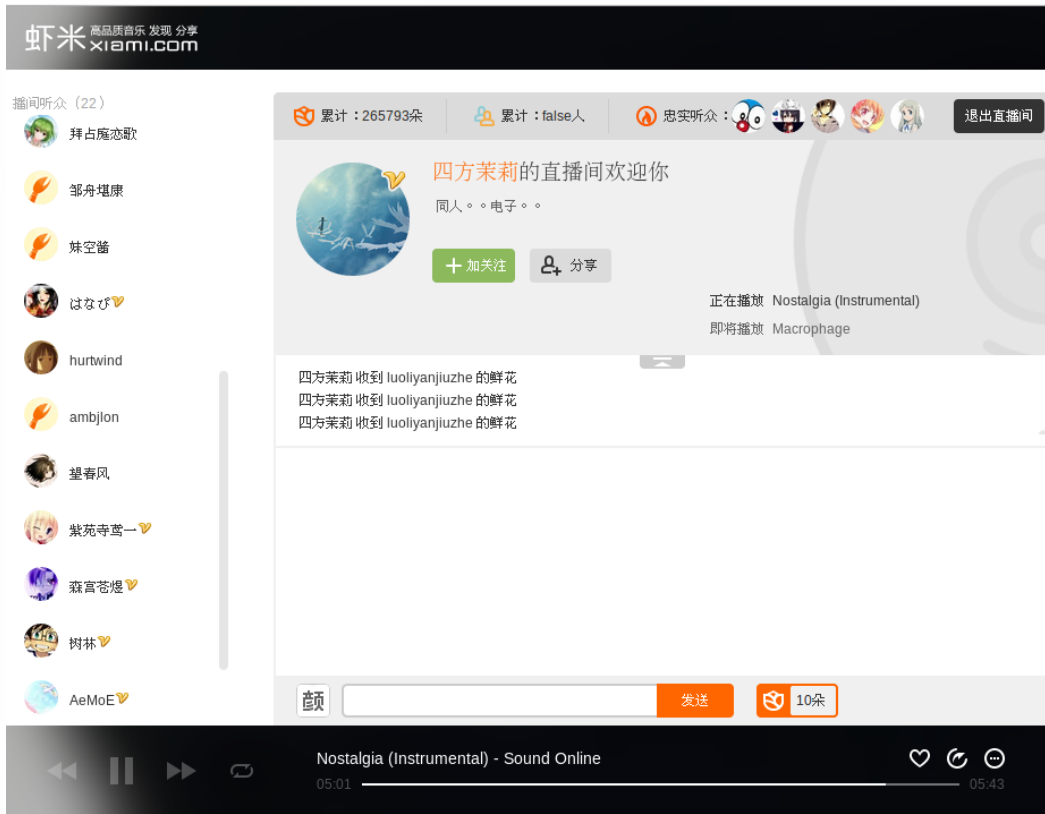 虾米 高品质音乐 发现 分享
xiami.com
播间听众（22）
拜占庭恋歌
邹舟堪康
妹空酱
はなぴ
hurtwind
ambjlon
望春风
紫苑寺鸢一
森宫苍煜
树林
AeMoE
累计：265793朵
累计：false人
忠实听众：
退出直播间
四方茉莉的直播间欢迎你
同人。。电子。。
加关注
分享
正在播放 Nostalgia (Instrumental)
即将播放 Macrophage
四方茉莉 收到 luoliyanjiuzhe 的鲜花
四方茉莉 收到 luoliyanjiuzhe 的鲜花
四方茉莉 收到 luoliyanjiuzhe 的鲜花
颜
发送
10朵
Nostalgia (Instrumental) - Sound Online
05:01
05:43